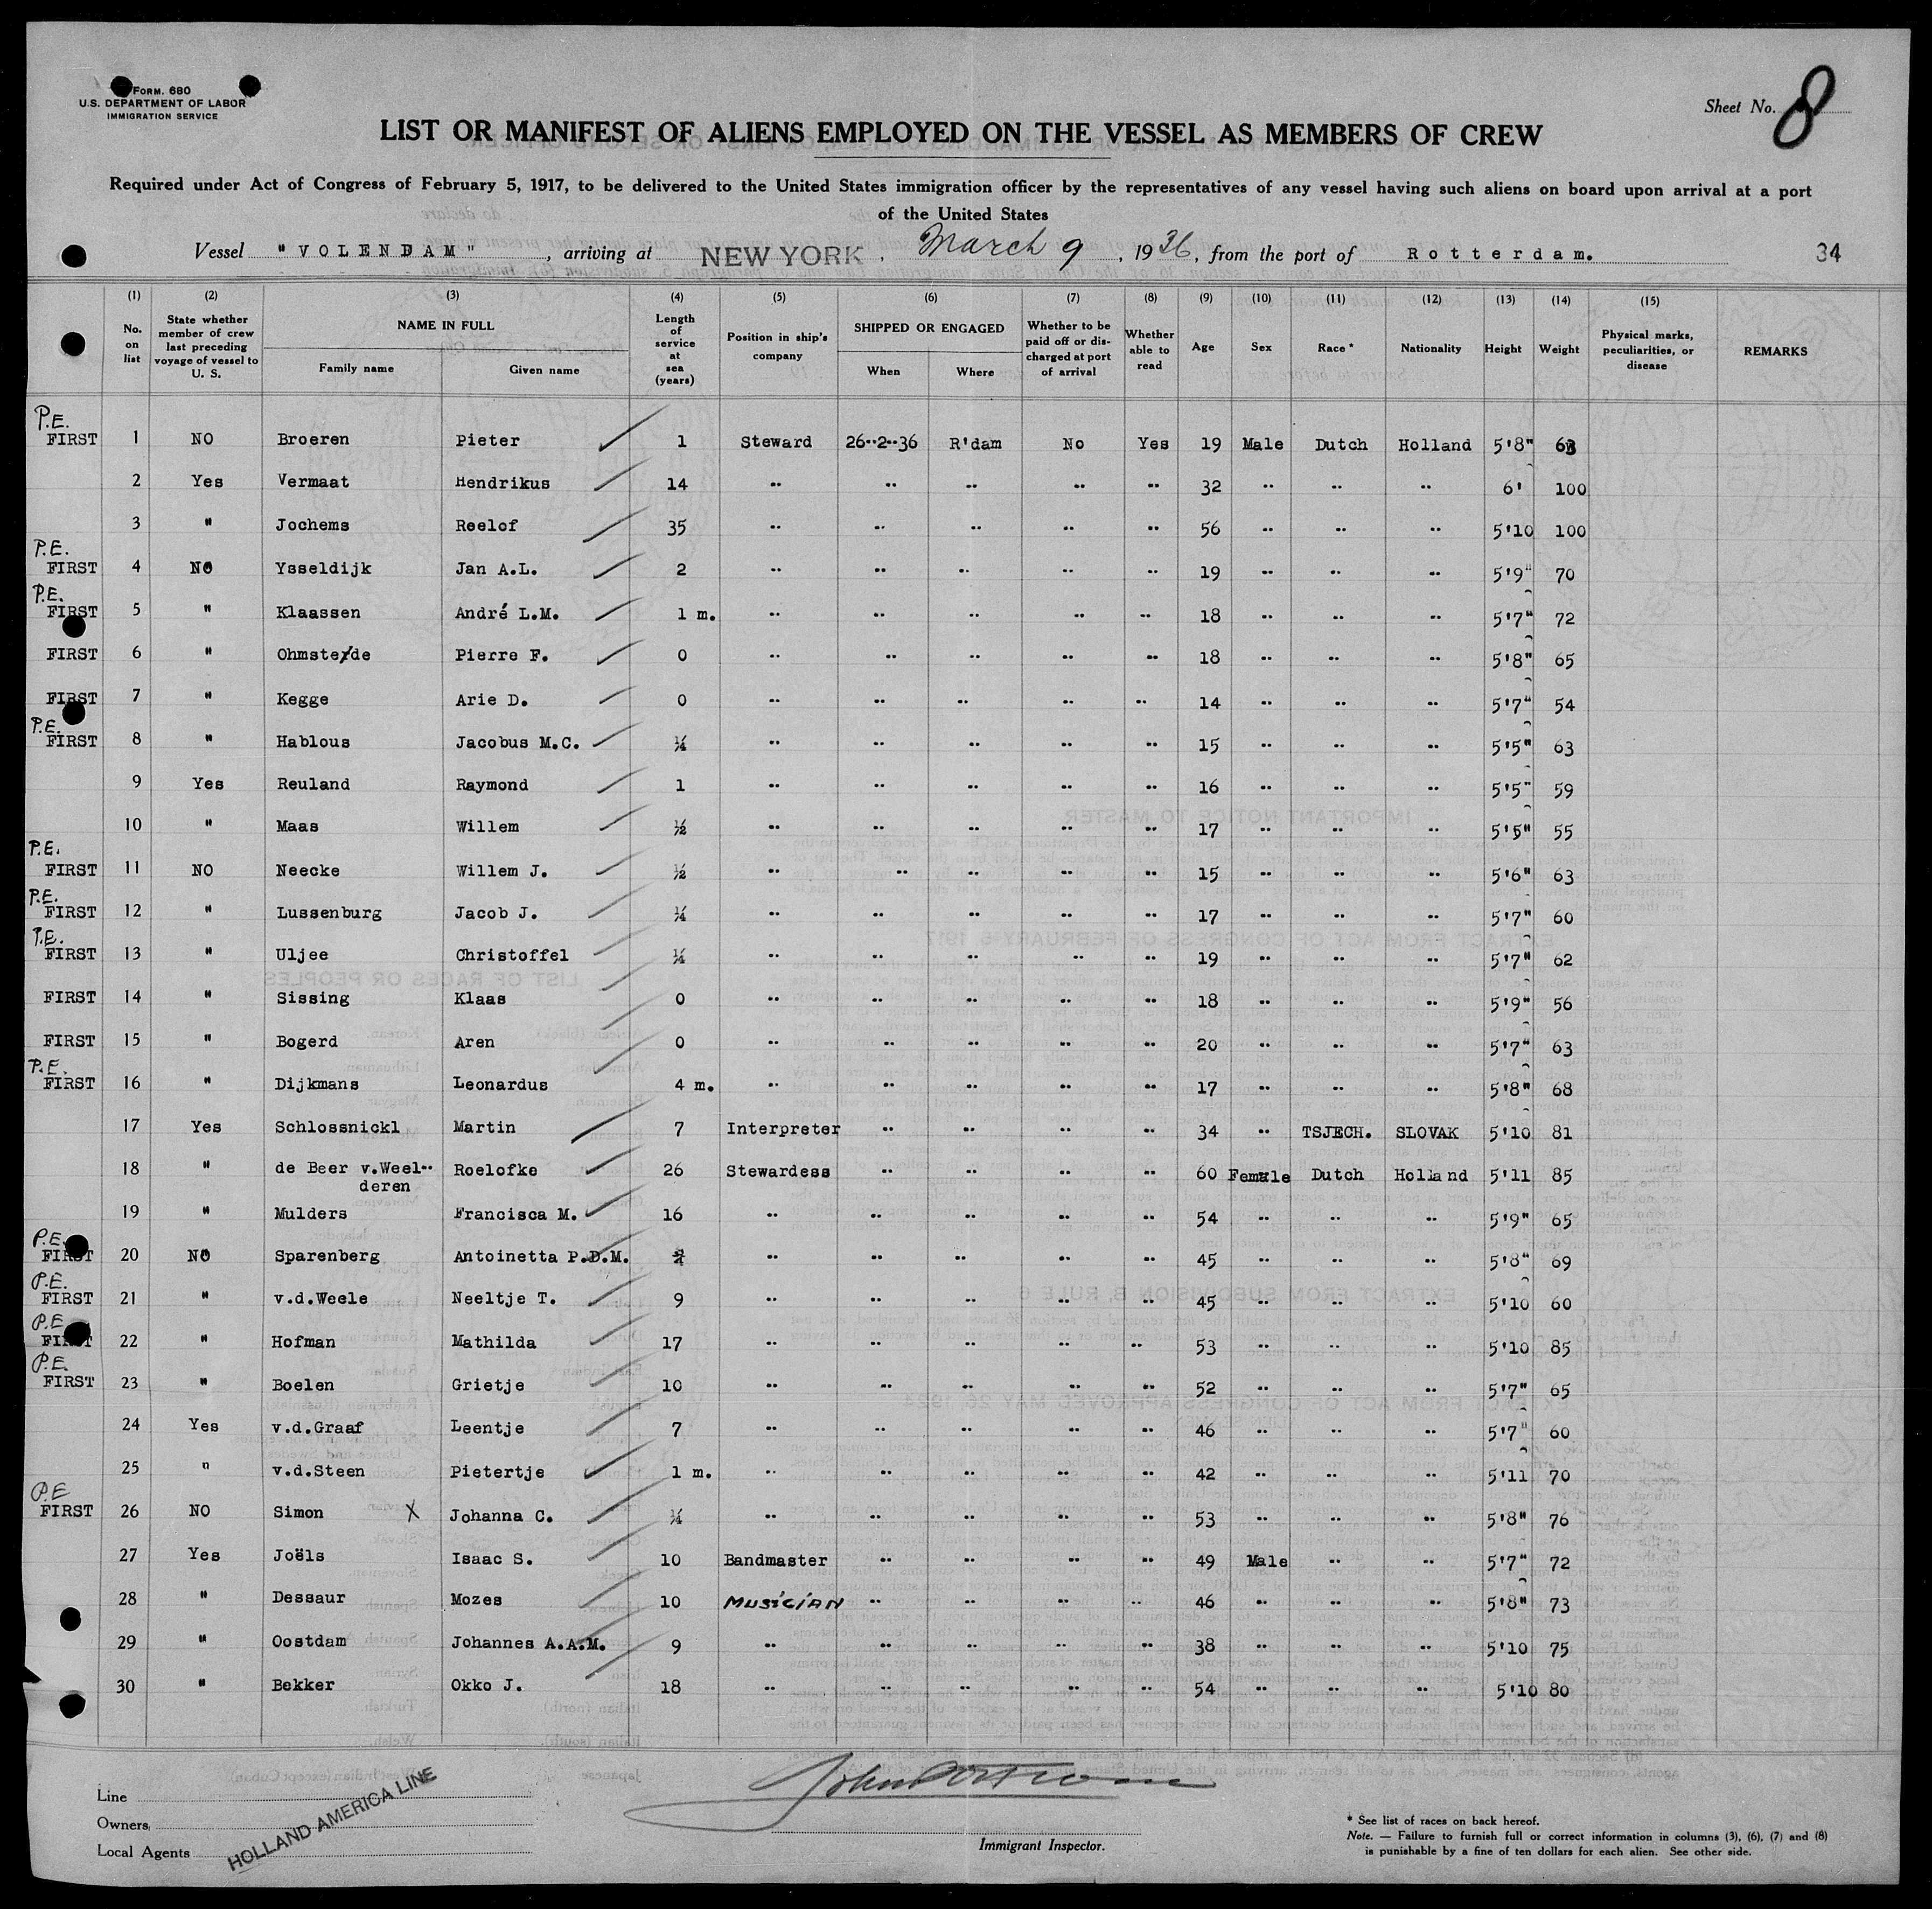 FORM. 680
U.S. DEPARTMENT OF LABOR
IMMIGRATION SERVICE
Sheet No. 8
LIST OR MANIFEST OF ALIENS EMPLOYED ON THE VESSEL AS MEMBERS OF CREW
Required under Act of Congress of February 5, 1917, to be delivered to the United States immigration officer by the representatives of any vessel having such aliens on board upon arrival at a port
of the United States
Vessel "VOLENDAM", arriving at NEW YORK, March 9, 1936, from the port of Rotterdam. 34
(1) (2) (3) (4) (5) (6) (7) (8) (9) (10) (11) (12) (13) (14) (15)
No. on list State whether member of crew last preceding voyage of vessel to U. S. NAME IN FULL Family name Given name Length of service at sea (years) Position in ship's company SHIPPED OR ENGAGED When Where Whether to be paid off or discharged at port of arrival Whether able to read Age Sex Race * Nationality Height Weight Physical marks, peculiarities, or disease REMARKS
P.E. FIRST 1 NO Broeren Pieter 1 Steward 26--2--36 R'dam No Yes 19 Male Dutch Holland 5'8" 63
2 Yes Vermaat Hendrikus 14 " " " " " 32 " " " 6' 100
3 " Jochems Reelof 35 " " " " " 56 " " " 5'10 100
P.E. FIRST 4 NO Ysseldijk Jan A.L. 2 " " " " " 19 " " " 5'9" 70
P.E. FIRST 5 " Klaassen André L.M. 1 m. " " " " " 18 " " " 5'7" 72
FIRST 6 " Ohmstede Pierre F. 0 " " " " " 18 " " " 5'8" 65
FIRST 7 " Kegge Arie D. 0 " " " " " 14 " " " 5'7" 54
P.E. FIRST 8 " Hablous Jacobus M.C. ¼ " " " " " 15 " " " 5'5" 63
9 Yes Reuland Raymond 1 " " " " " 16 " " " 5'5" 59
10 " Maas Willem ½ " " " " " 17 " " " 5'5" 55
P.E. FIRST 11 NO Neecke Willem J. ½ " " " " " 15 " " " 5'6" 63
P.E. FIRST 12 " Lussenburg Jacob J. ¼ " " " " " 17 " " " 5'7" 60
P.E. FIRST 13 " Uljee Christoffel ¼ " " " " " 19 " " " 5'7" 62
FIRST 14 " Sissing Klaas 0 " " " " " 18 " " " 5'9" 56
FIRST 15 " Bogerd Aren 0 " " " " " 20 " " " 5'7" 63
P.E. FIRST 16 " Dijkmans Leonardus 4 m. " " " " " 17 " " " 5'8" 68
17 Yes Schlossnickl Martin 7 Interpreter " " " " 34 " TSJECH. SLOVAK 5'10 81
18 " de Beer v.Weel-- Roelofke 26 Stewardess " " " " 60 Female Dutch Holland 5'11 85
deren
19 " Mulders Francisca M. 16 " " " " " 54 " " " 5'9" 65
P.E. FIRST 20 NO Sparenberg Antoinetta P.D.M. " " " " " 45 " " " 5'8" 69
P.E. FIRST 21 " v.d.Weele Neeltje T. 9 " " " " " 45 " " " 5'10 60
P.E. FIRST 22 " Hofman Mathilda 17 " " " " " 53 " " " 5'10 85
P.E. FIRST 23 " Boelen Grietje 10 " " " " " 52 " " " 5'7" 65
24 Yes v.d.Graaf Leentje 7 " " " " " 46 " " " 5'7" 60
25 " v.d.Steen Pietertje 1 m. " " " " " 42 " " " 5'11 70
P.E FIRST 26 NO Simon X Johanna C. ¼ " " " " " 53 " " " 5'8" 76
27 Yes Joëls Isaac S. 10 Bandmaster " " " " 49 Male " " 5'7" 72
28 " Dessaur Mozes 10 MUSICIAN " " " " 46 " " " 5'8" 73
29 " Oostdam Johannes A.A.M. 9 " " " " " 38 " " " 5'10 75
30 " Bekker Okko J. 18 " " " " " 54 " " " 5'10 80
Line
Owners
Local Agents
HOLLAND AMERICA LINE
Immigrant Inspector.
* See list of races on back hereof.
Note. — Failure to furnish full or correct information in columns (3), (6), (7) and (8)
is punishable by a fine of ten dollars for each alien. See other side.